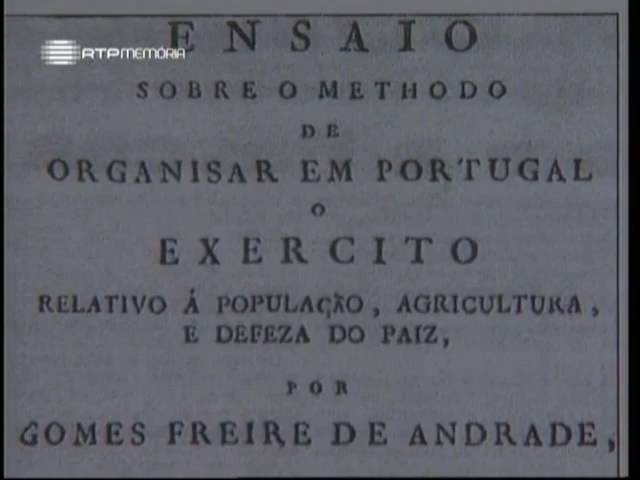 ENSAIO
RTP MEMÓRIA
SOBRE O METHODO
DE
ORGANISAR EM PORTUGAL
O
EXERCITO
RELATIVO Á POPULAÇÃO, AGRICULTURA,
E DEFEZA DO PAIZ,
POR
GOMES FREIRE DE ANDRADE,